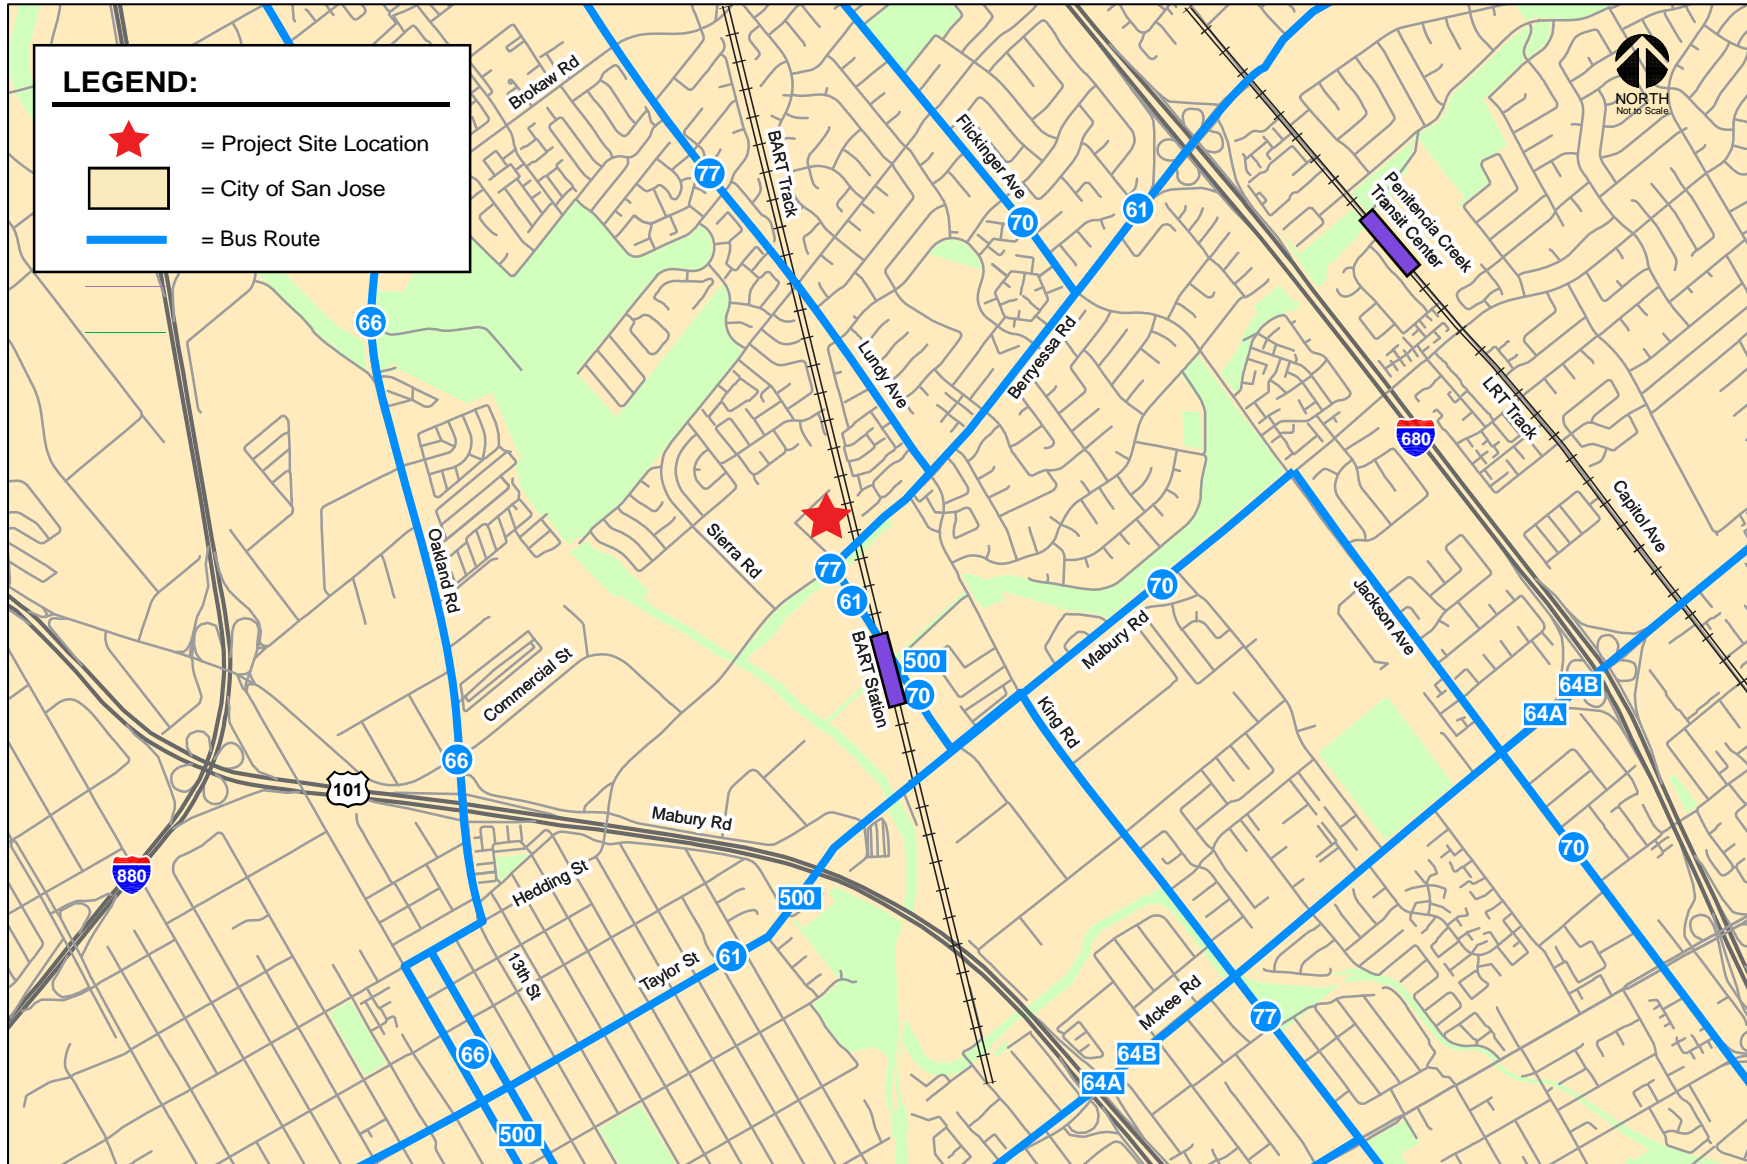 LEGEND:
= Project Site Location
= City of San Jose
= Bus Route
NORTH
Not to Scale
Brokaw Rd
BART Track
77
Flickinger Ave
70
61
Penitencia Creek
Transit Center
66
Lundy Ave
Berryessa Rd
LRT Track
680
Capitol Ave
Oakland Rd
Sierra Rd
77
61
70
Jackson Ave
Mabury Rd
BART Station
500
70
Commercial St
King Rd
64B
64A
66
101
Mabury Rd
70
880
Hedding St
500
61
Taylor St
13th St
Mckee Rd
77
66
64B
64A
500